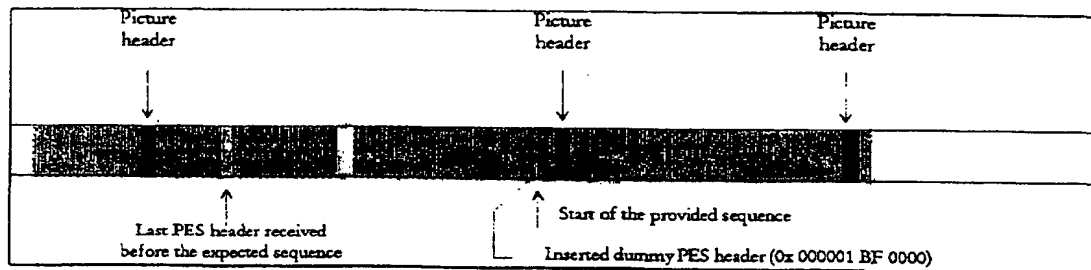 Picture
header
Picture
header
Picture
header
Last PES header received
before the expected sequence
Start of the provided sequence
Inserted dummy PES header (0x 000001 BF 0000)